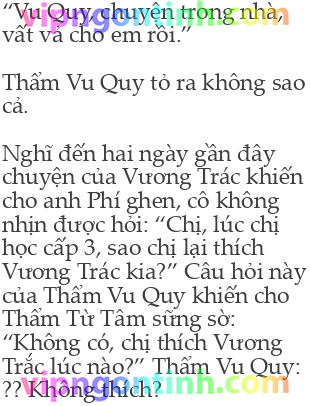 “Vu Quy, chuyện trong nhà,
vất vả cho em rồi.”
Thẩm Vu Quy tỏ ra không sao
cả.
Nghĩ đến hai ngày gần đây
chuyện của Vương Trác khiến
cho anh Phí ghen, cô không
nhịn được hỏi: “Chị, lúc chị
học cấp 3, sao chị lại thích
Vương Trác kia?” Câu hỏi này
của Thẩm Vu Quy khiến cho
Thẩm Từ Tâm sững sờ:
“Không có, chị thích Vương
Trắc lúc nào?” Thẩm Vu Quy:
?? Không thích?
vipngontinh.com
vipngontinh.com